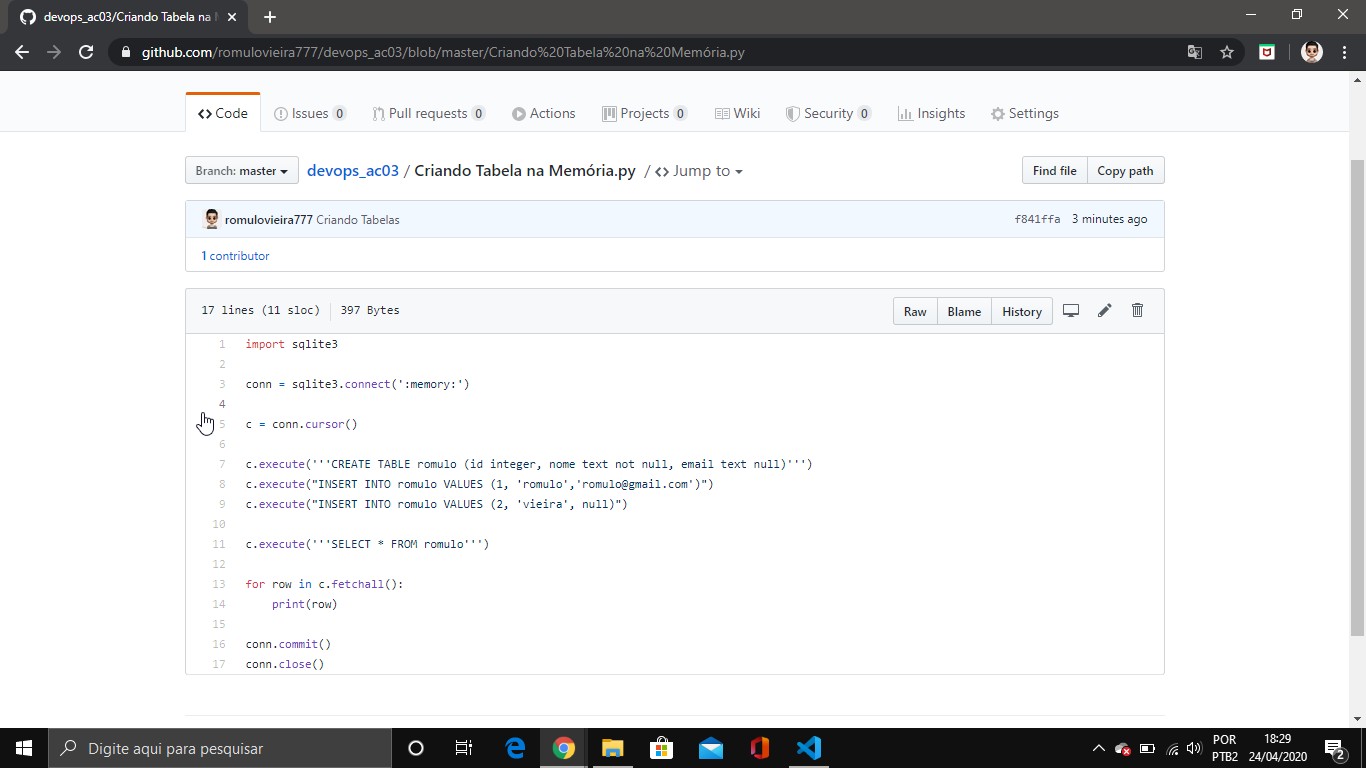 devops_ac03/Criando Tabela na
github.com/romulovieira777/devops_ac03/blob/master/Criando%20Tabela%20na%20Memória.py
Code Issues 0 Pull requests 0 Actions Projects 0 Wiki Security 0 Insights Settings
Branch: master devops_ac03 / Criando Tabela na Memória.py / Jump to Find file Copy path
romulovieira777 Criando Tabelas f841ffa 3 minutes ago
1 contributor
17 lines (11 sloc) 397 Bytes Raw Blame History
1 import sqlite3
2
3 conn = sqlite3.connect(':memory:')
4
5 c = conn.cursor()
6
7 c.execute('''CREATE TABLE romulo (id integer, nome text not null, email text null)''')
8 c.execute("INSERT INTO romulo VALUES (1, 'romulo','romulo@gmail.com')")
9 c.execute("INSERT INTO romulo VALUES (2, 'vieira', null)")
10
11 c.execute('''SELECT * FROM romulo''')
12
13 for row in c.fetchall():
14 print(row)
15
16 conn.commit()
17 conn.close()
Digite aqui para pesquisar
POR 18:29
PTB2 24/04/2020 2